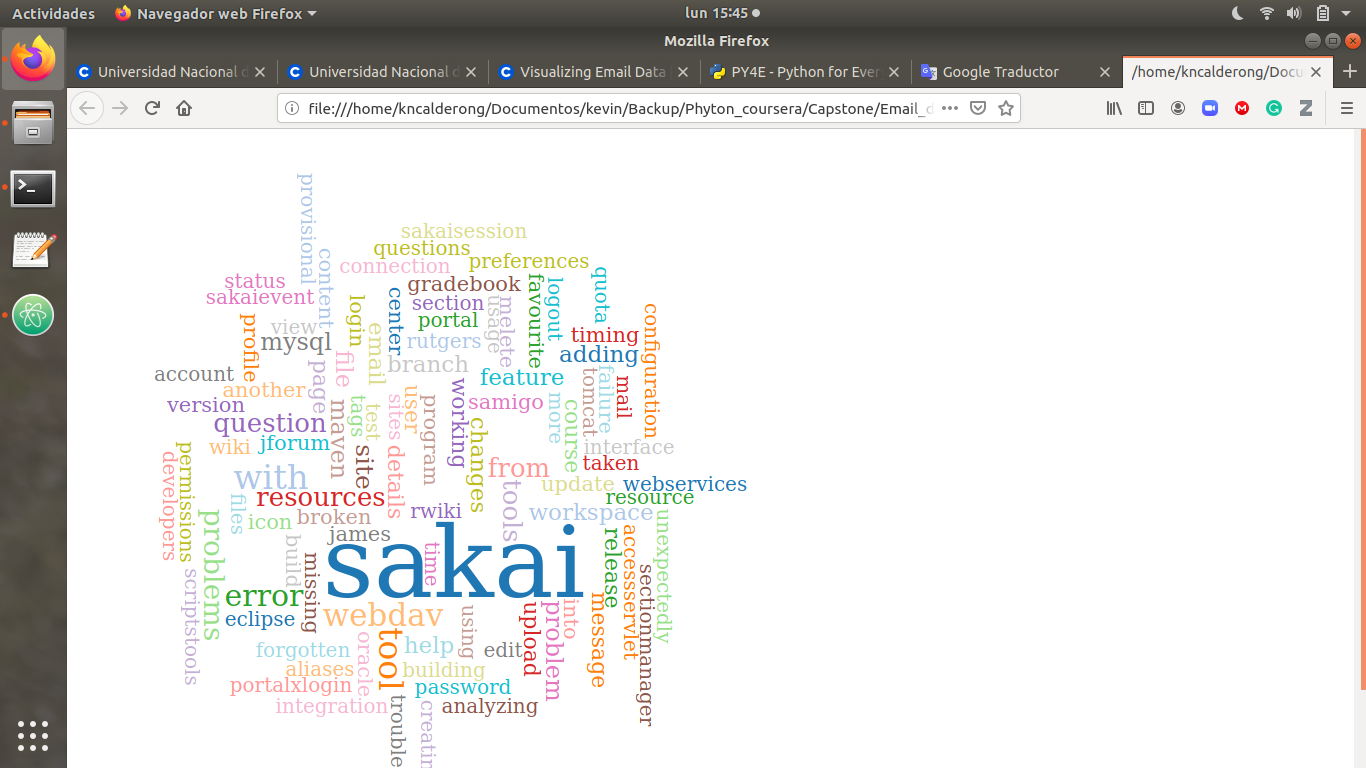 Actividades Navegador web Firefox lun 15:45
Mozilla Firefox
Universidad Nacional d Universidad Nacional d Visualizing Email Data PY4E - Python for Ever Google Traductor /home/kncalderong/Docu
file:///home/kncalderong/Documentos/kevin/Backup/Phyton_coursera/Capstone/Email_d
provisional
sakaisession
questions
content
connection
preferences
status
gradebook
quota
sakaievent
center
favourite
logout
login
section
usage
melete
configuration
profile
view
email
portal
mysql
rutgers
timing
file
branch
adding
page
account
feature
tomcat
failure
mail
another
user
working
version
maven
tags
test
sites
program
samigo
more
course
question
changes
wiki
jforum
interface
permissions
developers
site
details
from
taken
with
tools
update
webservices
resources
resource
files
problems
icon
broken
rwiki
workspace
unexpectedly
james
sakai
time
release
accessservlet
build
missing
sectionmanager
scriptstools
error
webdav
using
upload
problem
into
message
eclipse
tool
oracle
help
forgotten
edit
aliases
building
portalxlogin
password
integration
trouble
creatin
analyzing